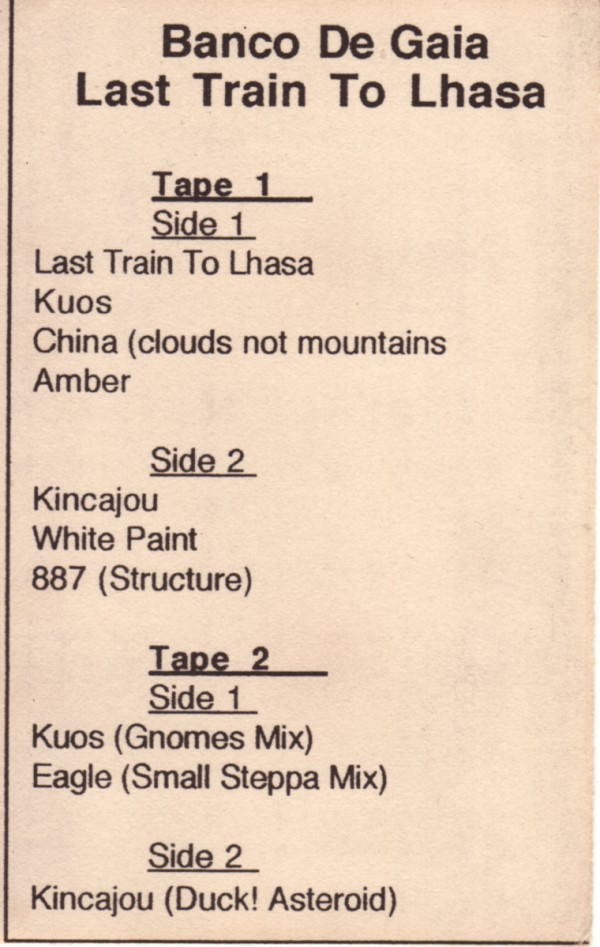 Banco De Gaia
Last Train To Lhasa
Tape 1
Side 1
Last Train To Lhasa
Kuos
China (clouds not mountains
Amber
Side 2
Kincajou
White Paint
887 (Structure)
Tape 2
Side 1
Kuos (Gnomes Mix)
Eagle (Small Steppa Mix)
Side 2
Kincajou (Duck! Asteroid)